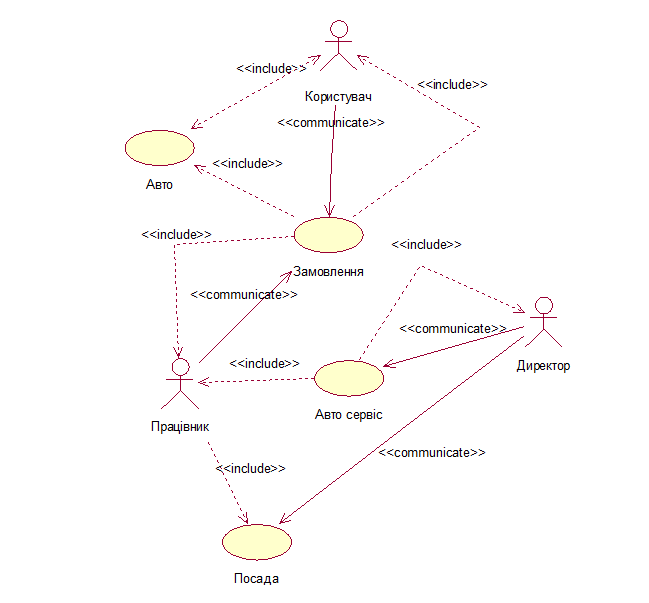 <<include>>
<<include>>
Користувач
<<communicate>>
<<include>>
Авто
<<include>>
<<include>>
Замовлення
<<communicate>>
<<communicate>>
<<include>>
Директор
Авто сервіс
Працівник
<<communicate>>
<<include>>
Посада